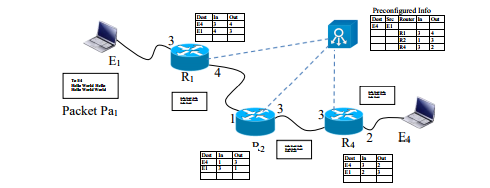 Preconfigured Info
Dest Src Router In Out
E4 E1
R1 3 4
R2 1 3
R4 3 2
Dest In Out
E4 3 4
E1 4 3
3
E1
R1
4
To E4
Hello World Hello
Hello World World
Packet Pa1
1
3
3
R4
2
E4
Dest In Out
E4 1 3
E1 3 1
Dest In Out
E4 3 2
E1 2 3